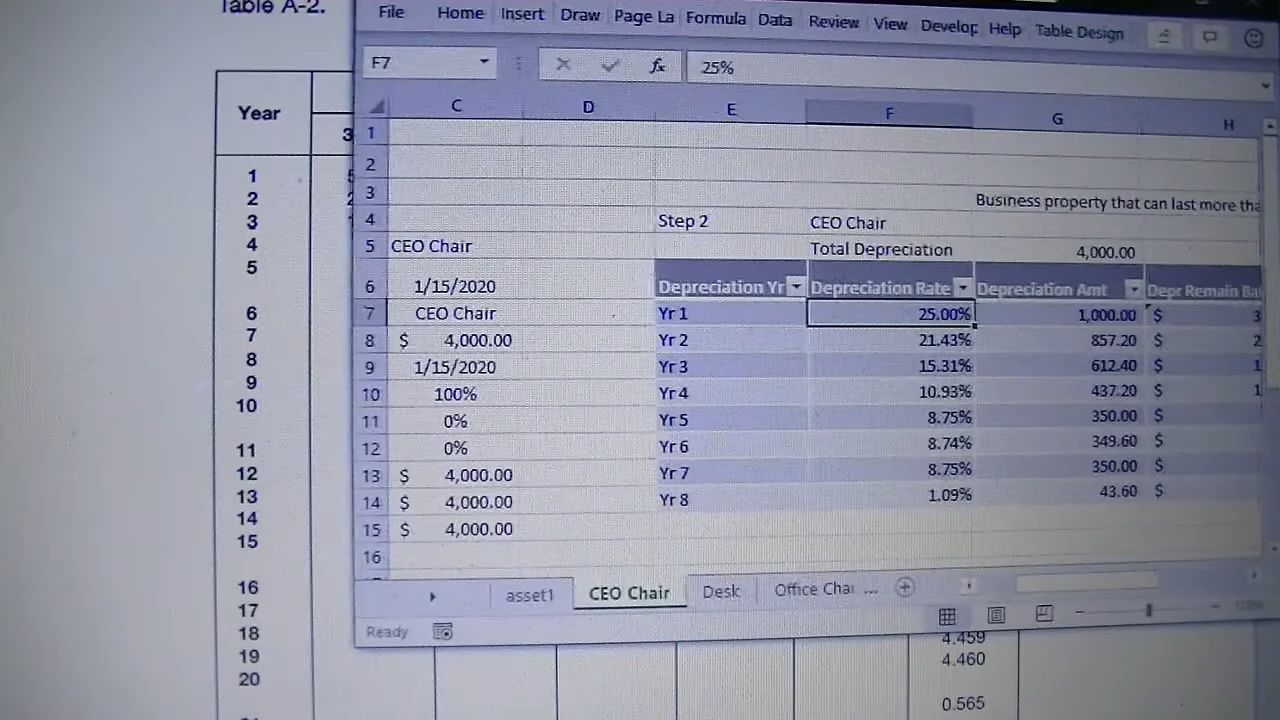 Table A-2.
File Home Insert Draw Page La Formula Data Review View Develop Help Table Design
F7 fx 25%
C D E F G H
Year
3
1
2
3 Business property that can last more tha
4 Step 2 CEO Chair
5 CEO Chair Total Depreciation 4,000.00
6 1/15/2020 Depreciation Yr Depreciation Rate Depreciation Amt Depr Remain Ba
7 CEO Chair Yr 1 25.00% 1,000.00 $ 3
8 $ 4,000.00 Yr 2 21.43% 857.20 $ 2
9 1/15/2020 Yr 3 15.31% 612.40 $ 1
10 100% Yr 4 10.93% 437.20 $ 1
11 0% Yr 5 8.75% 350.00 $
12 0% Yr 6 8.74% 349.60 $
13 $ 4,000.00 Yr 7 8.75% 350.00 $
14 $ 4,000.00 Yr 8 1.09% 43.60 $
15 $ 4,000.00
16
asset1 CEO Chair Desk Office Chai ...
Ready
1
2
3
4
5
6
7
8
9
10
11
12
13
14
15
16
17
18 4.459
19 4.460
20
0.565